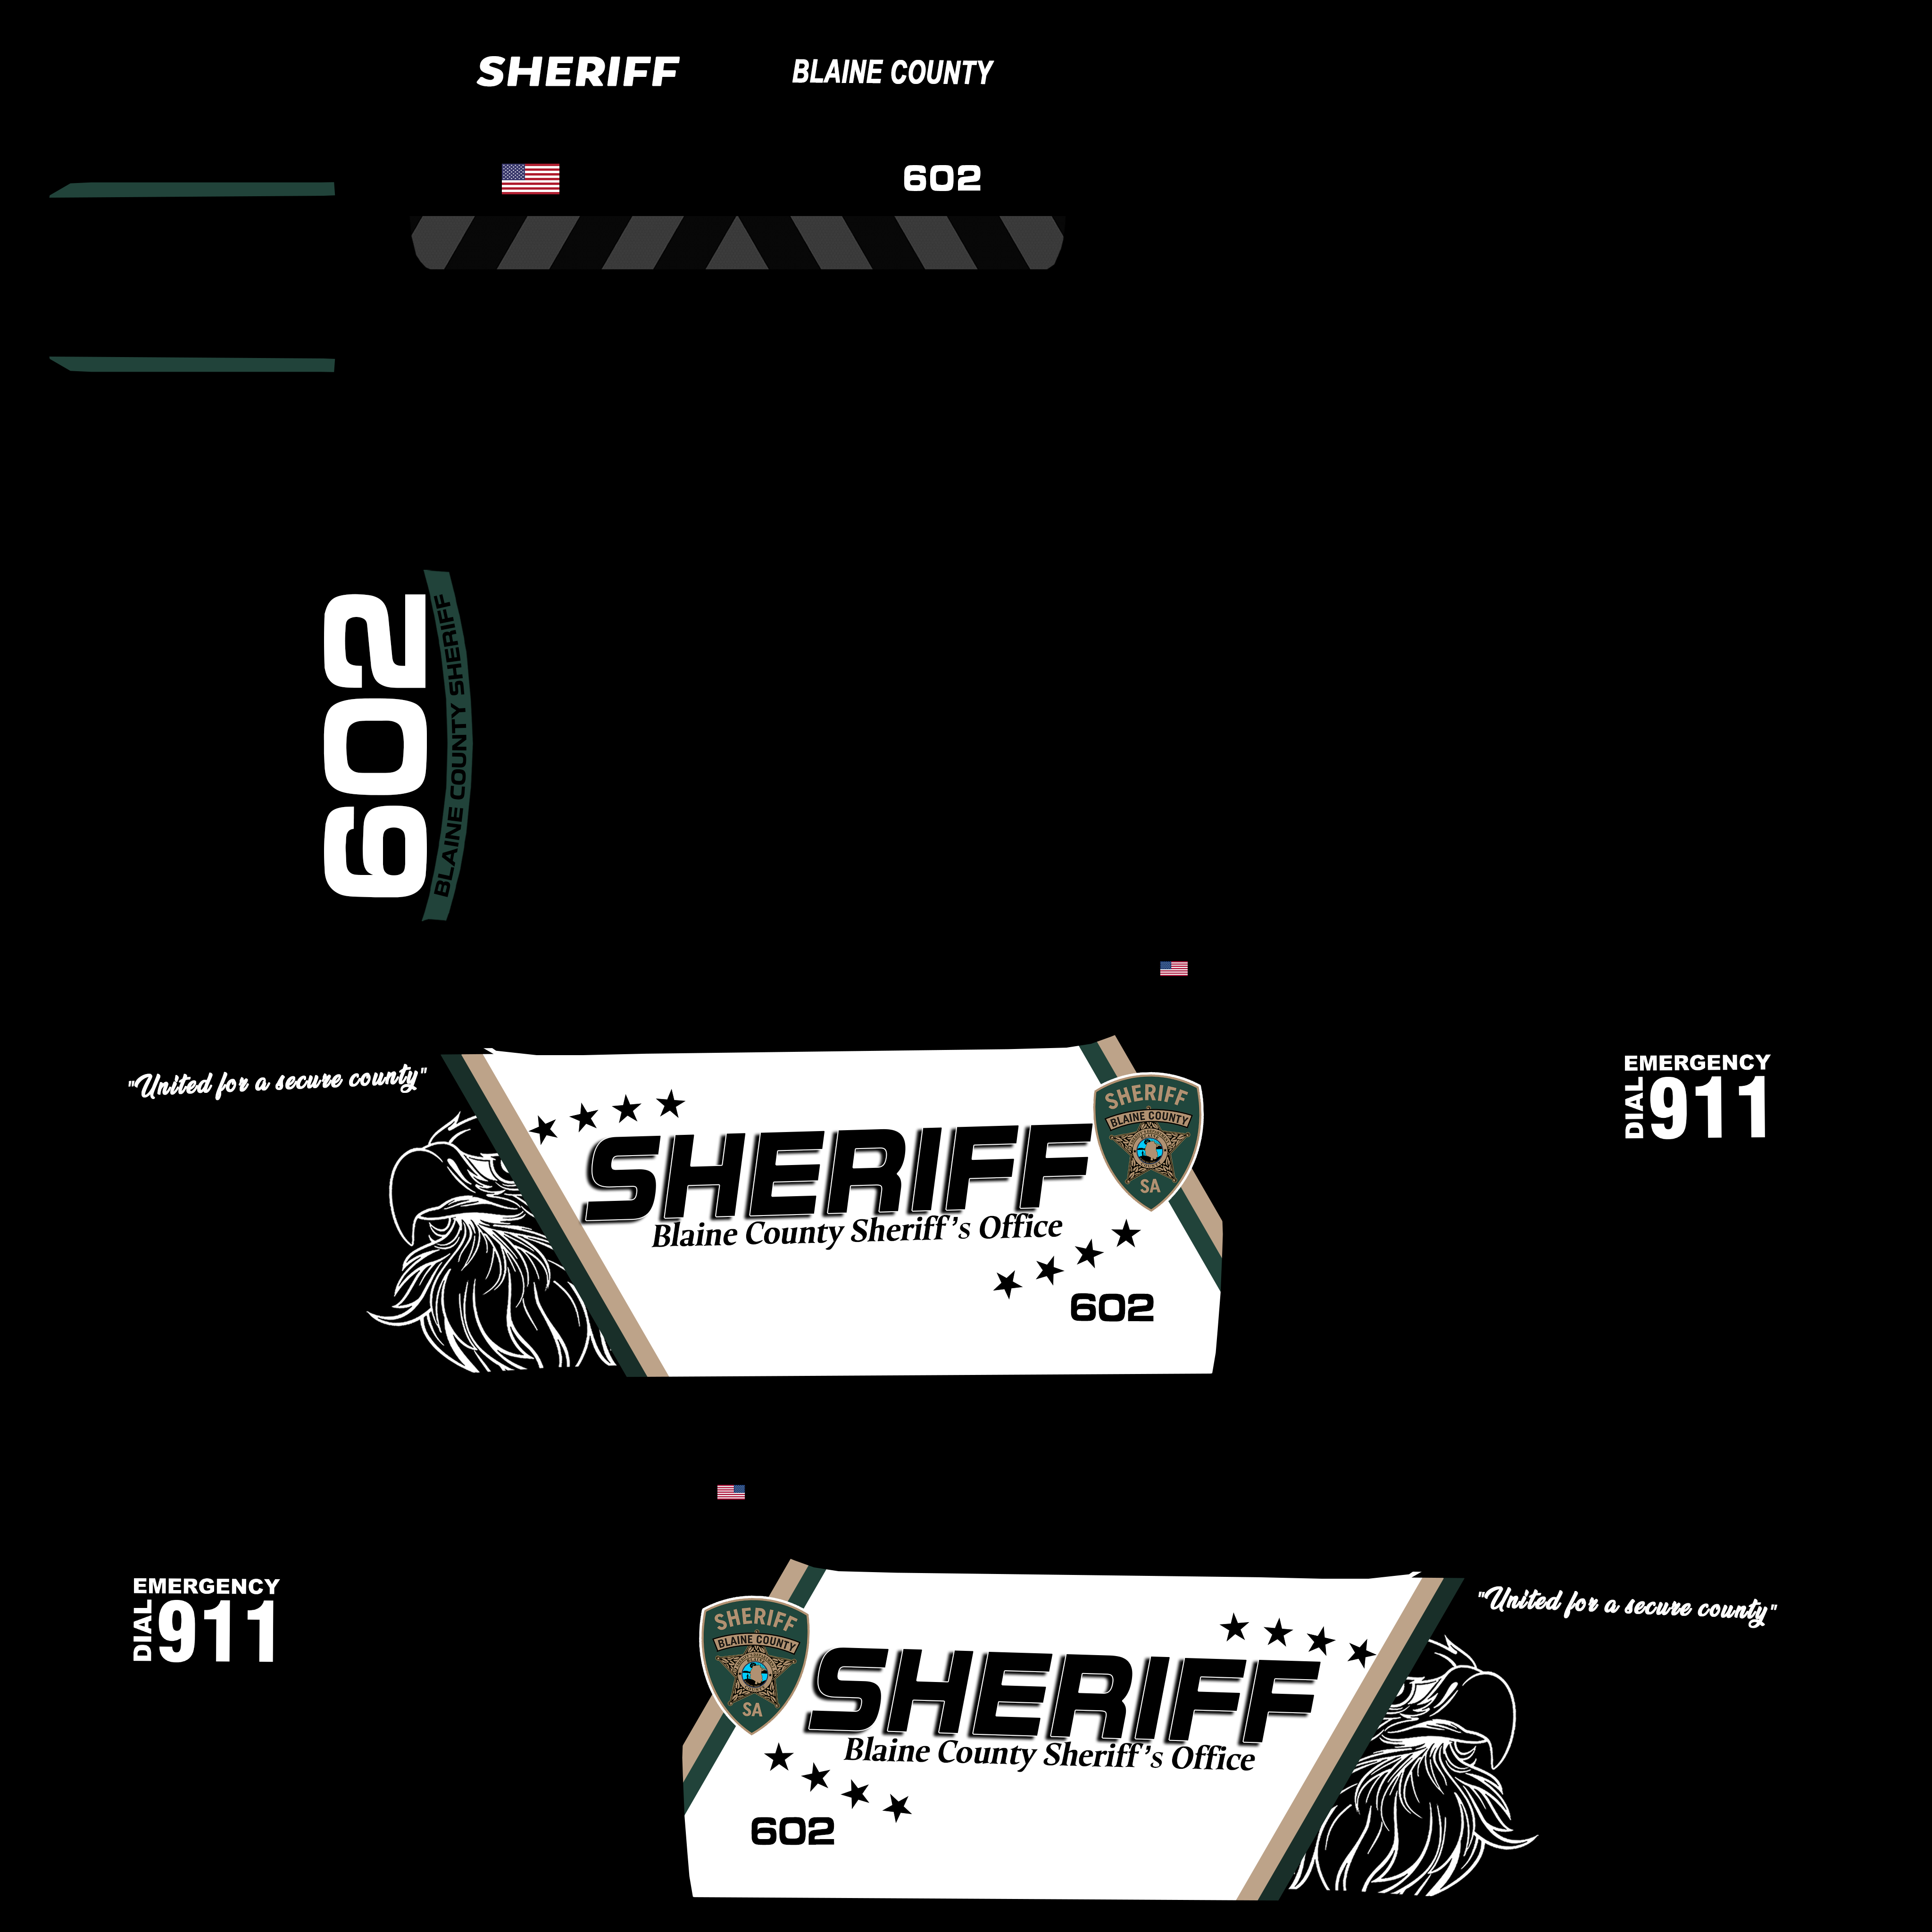 SHERIFF
BLAINE COUNTY
602
602
BLAINE COUNTY SHERIFF
"United for a secure county"
SHERIFF
Blaine County Sheriff's Office
602
SHERIFF
BLAINE COUNTY
SA
EMERGENCY
DIAL
911
EMERGENCY
DIAL
911
SHERIFF
BLAINE COUNTY
SA
SHERIFF
Blaine County Sheriff's Office
602
"United for a secure county"